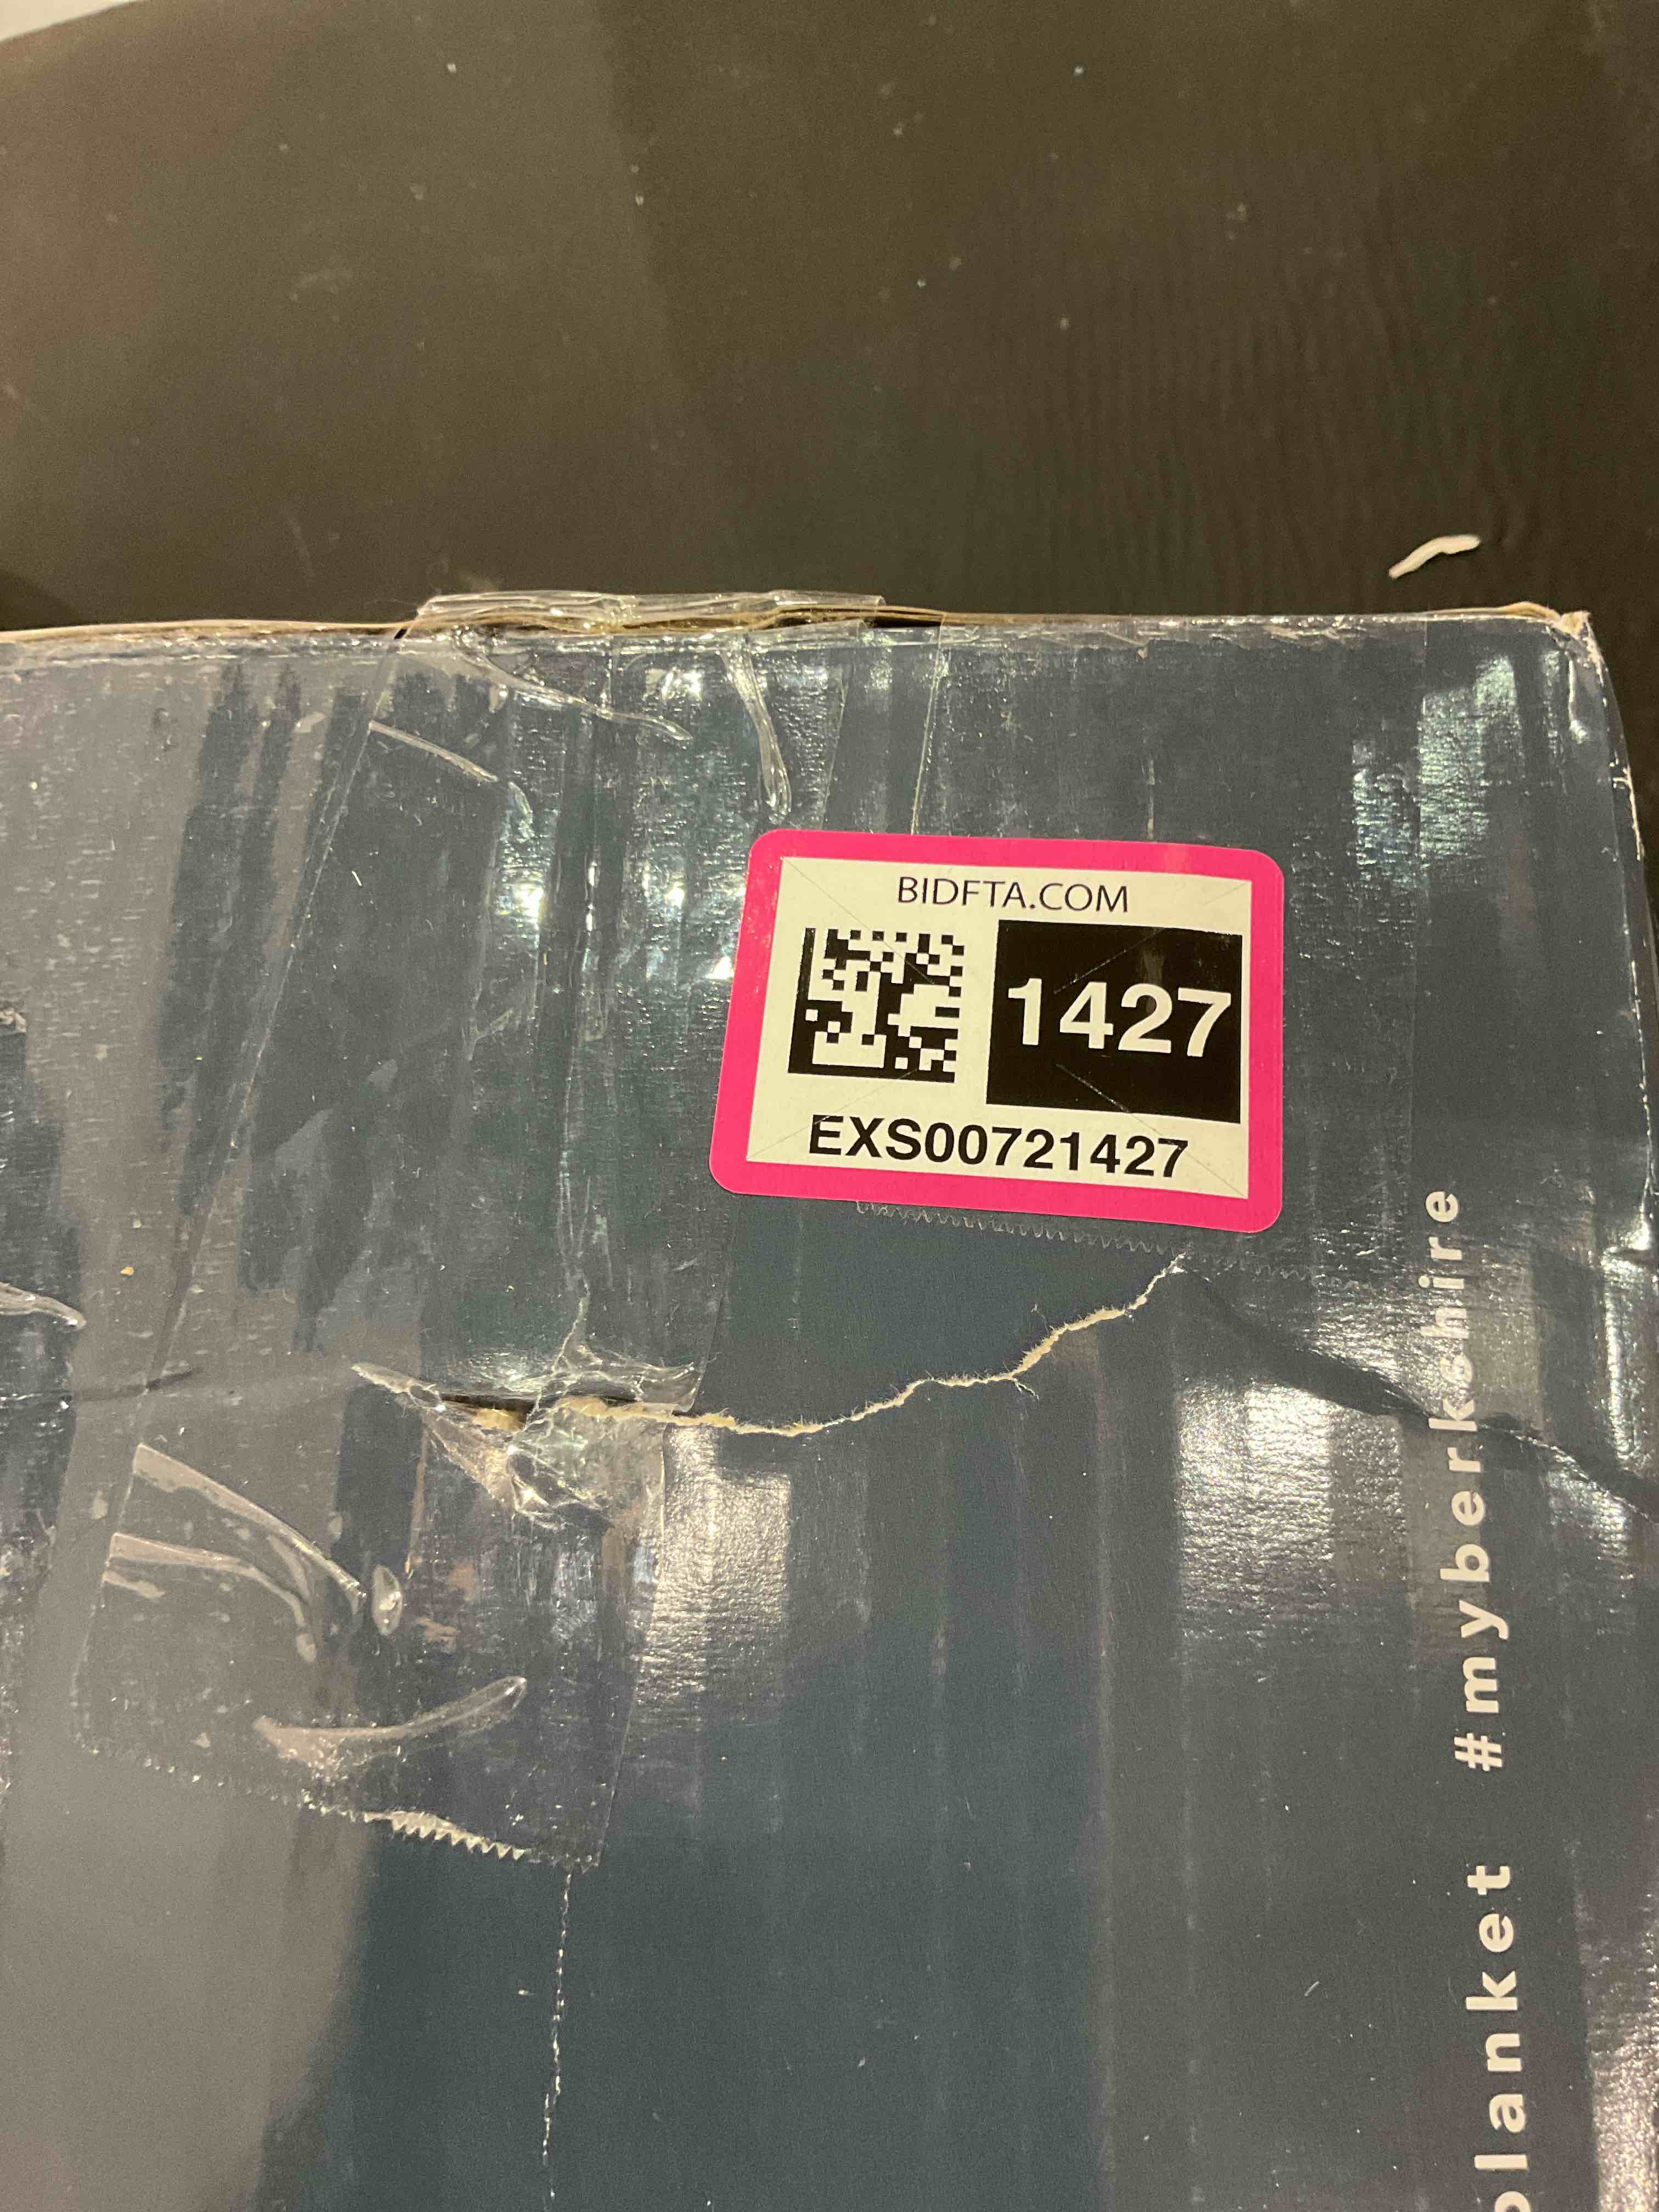 BIDFTA.COM
1427
EXS00721427
#myberkshire
blanket